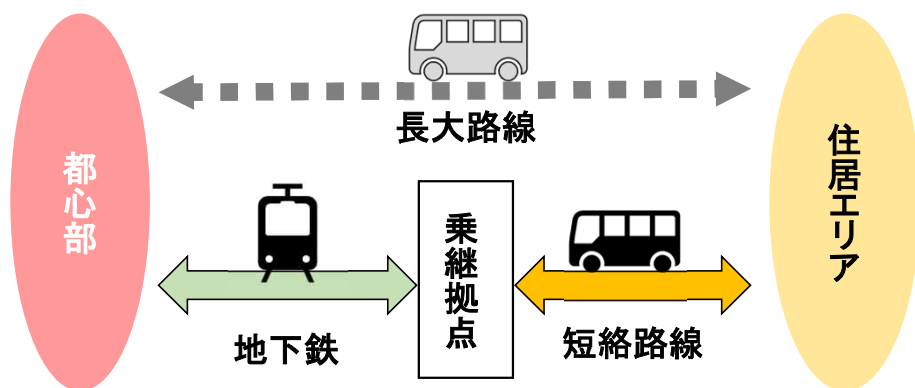 都心部
長大路線
住居エリア
乗継拠点
地下鉄
短絡路線